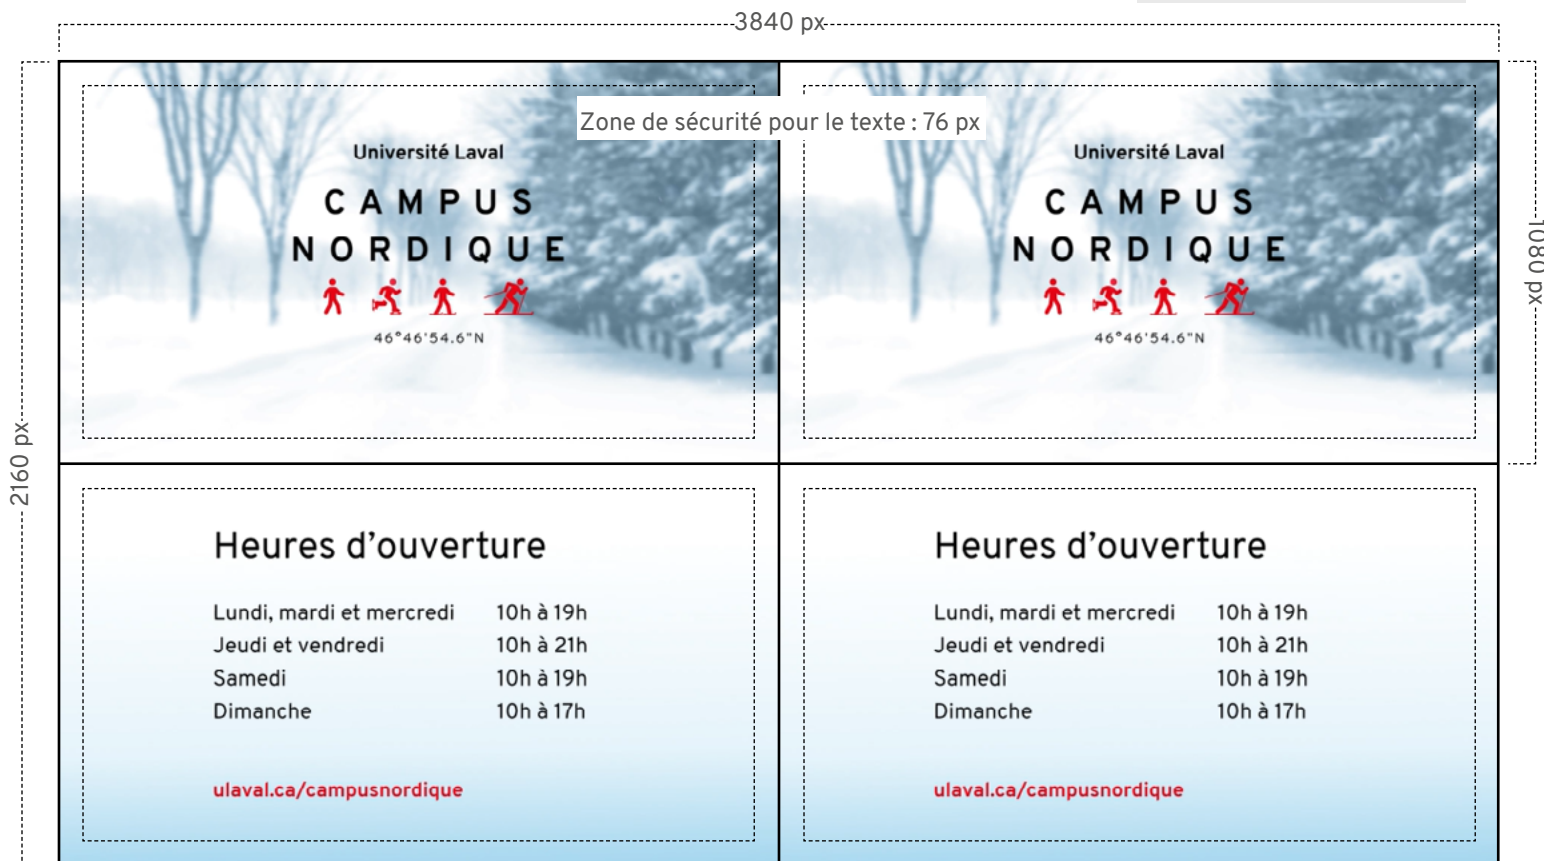 3840 px
Zone de sécurité pour le texte : 76 px
Université Laval
CAMPUS
NORDIQUE
46°46'54.6"N
Université Laval
CAMPUS
NORDIQUE
46°46'54.6"N
1080 px
2160 px
Heures d’ouverture
Lundi, mardi et mercredi 10h à 19h
Jeudi et vendredi 10h à 21h
Samedi 10h à 19h
Dimanche 10h à 17h
ulaval.ca/campusnordique
Heures d’ouverture
Lundi, mardi et mercredi 10h à 19h
Jeudi et vendredi 10h à 21h
Samedi 10h à 19h
Dimanche 10h à 17h
ulaval.ca/campusnordique